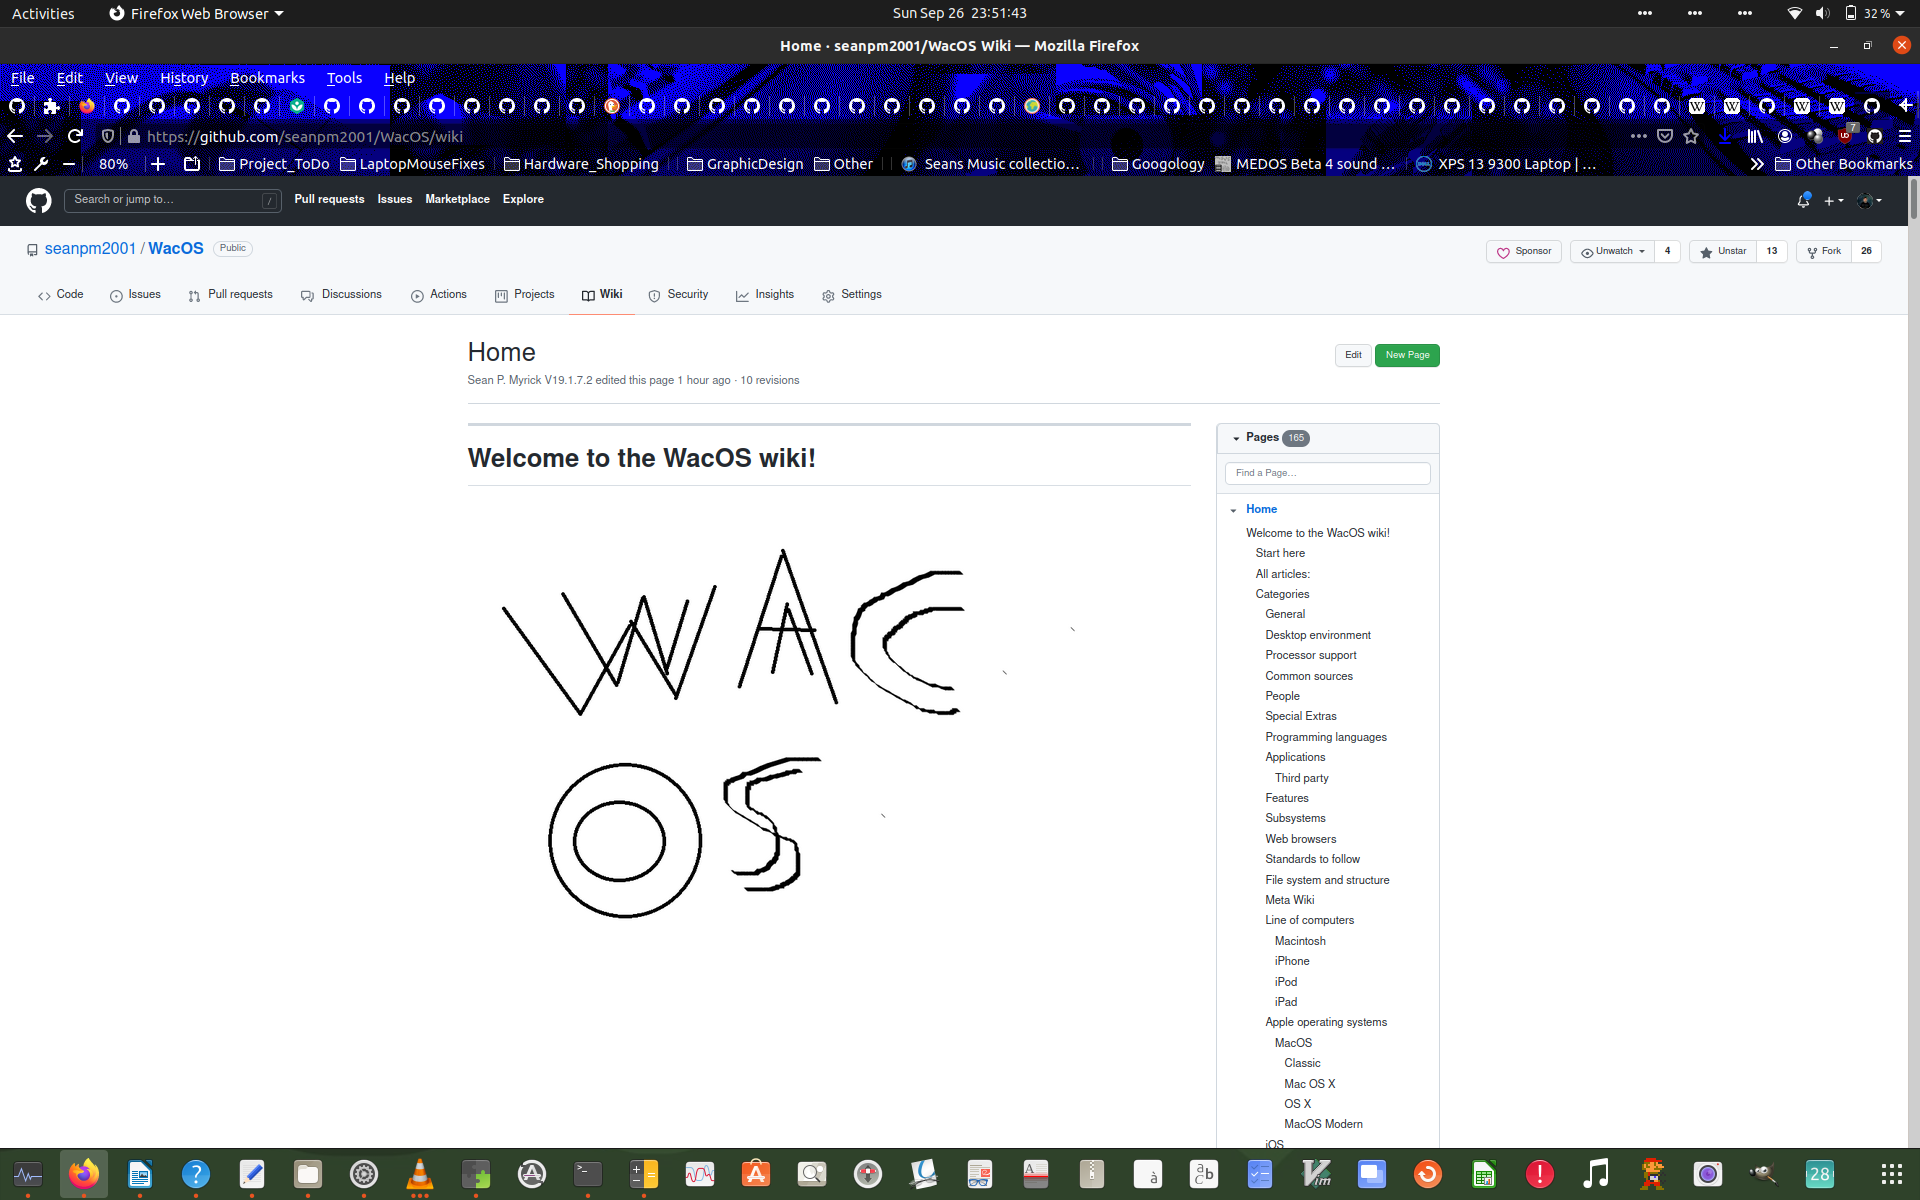 Activities Firefox Web Browser Sun Sep 26 23:51:43 32 %
Home · seanpm2001/WacOS Wiki — Mozilla Firefox
File Edit View History Bookmarks Tools Help
https://github.com/seanpm2001/WacOS/wiki 7
80% Project_ToDo LaptopMouseFixes Hardware_Shopping GraphicDesign Other Seans Music collectio… Googology MEDOS Beta 4 sound … XPS 13 9300 Laptop | … Other Bookmarks
Search or jump to… / Pull requests Issues Marketplace Explore
seanpm2001 / WacOS Public Sponsor Unwatch 4 Unstar 13 Fork 26
Code Issues Pull requests Discussions Actions Projects Wiki Security Insights Settings
Home Edit New Page
Sean P. Myrick V19.1.7.2 edited this page 1 hour ago · 10 revisions
Welcome to the WacOS wiki!
WAC
OS
Pages 165
Find a Page…
Home
Welcome to the WacOS wiki!
Start here
All articles:
Categories
General
Desktop environment
Processor support
Common sources
People
Special Extras
Programming languages
Applications
Third party
Features
Subsystems
Web browsers
Standards to follow
File system and structure
Meta Wiki
Line of computers
Macintosh
iPhone
iPod
iPad
Apple operating systems
MacOS
Classic
Mac OS X
OS X
MacOS Modern
iOS
28